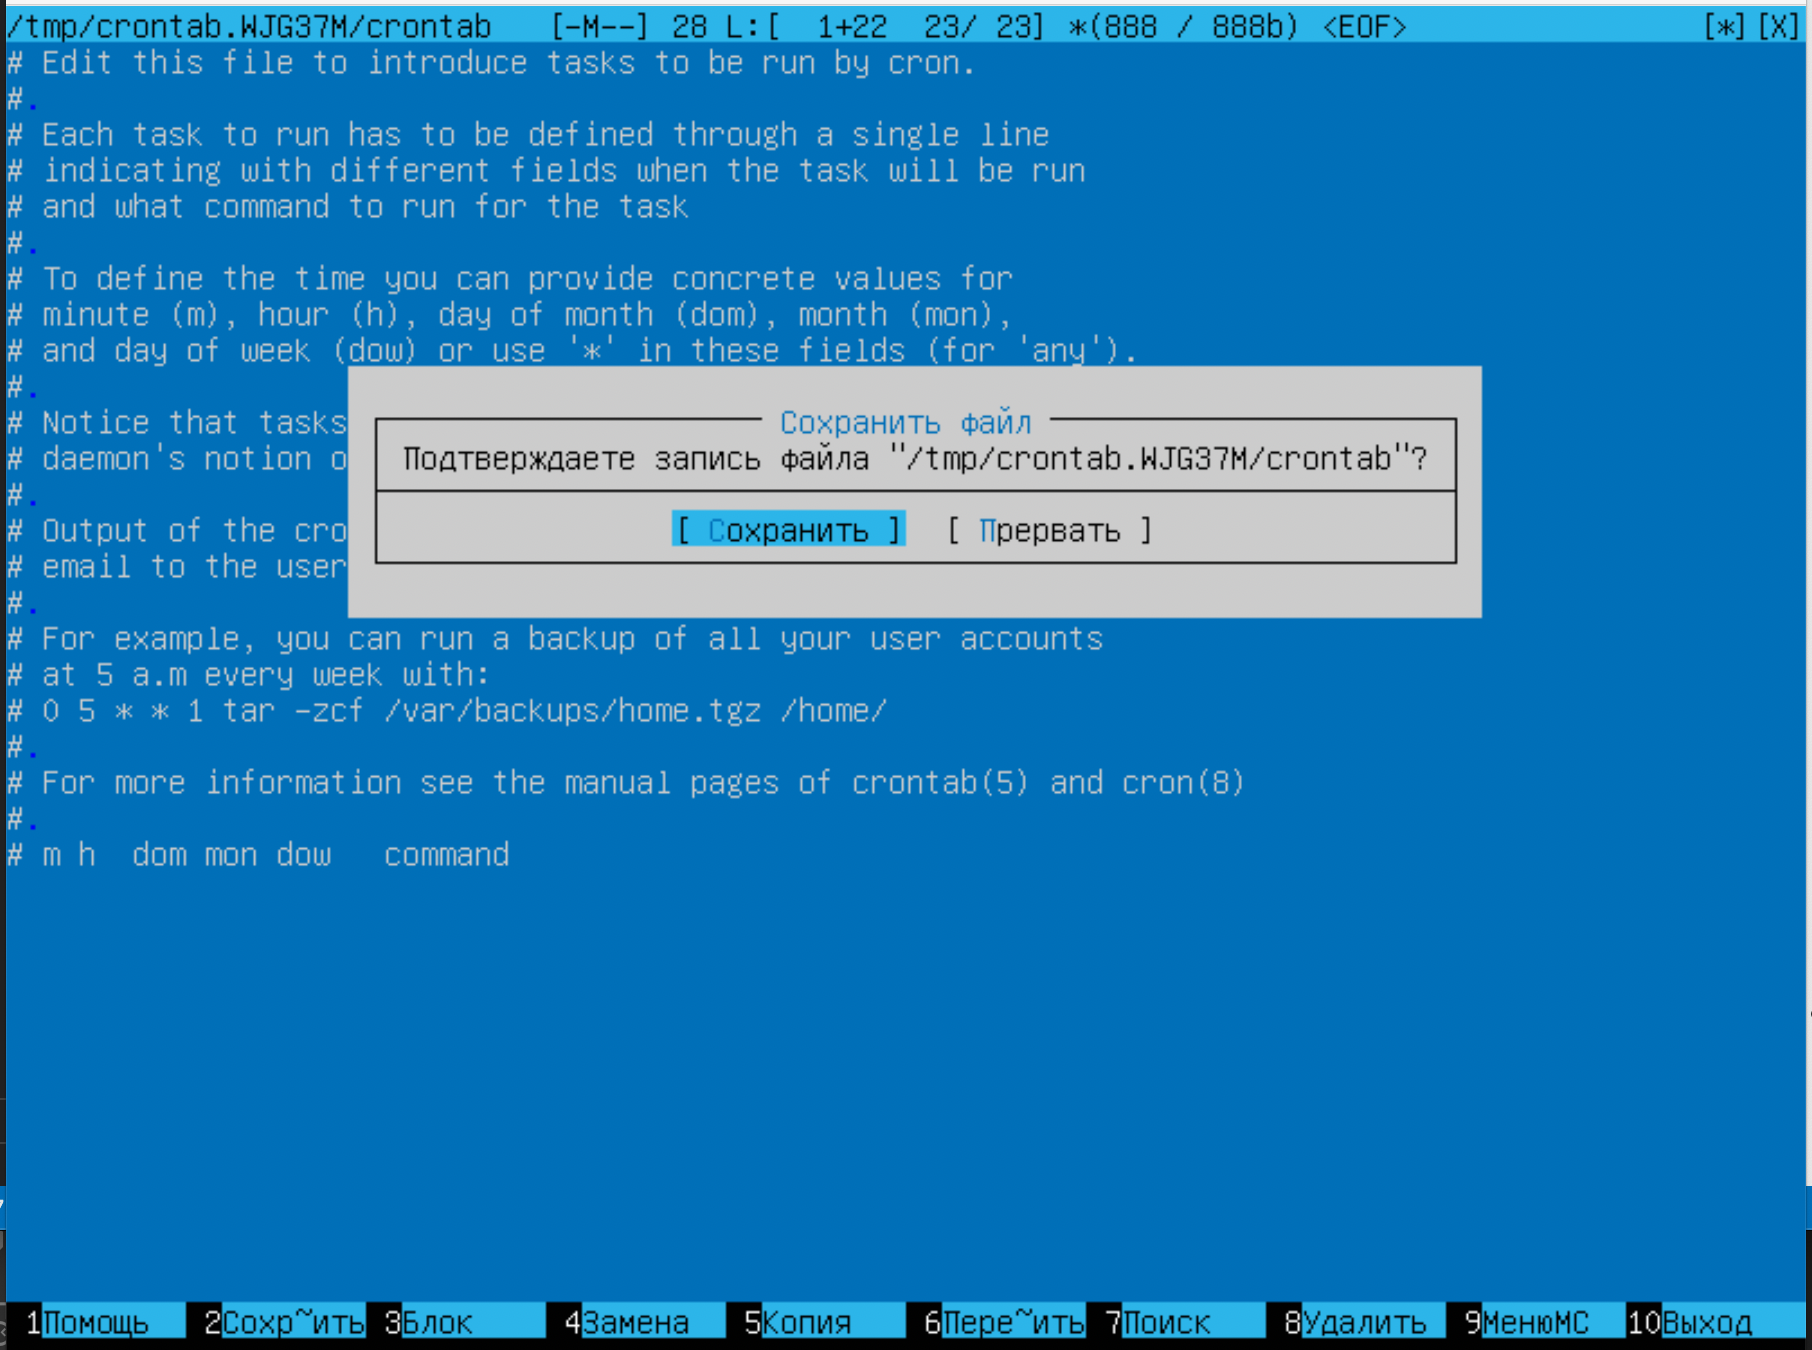 /tmp/crontab.WJG37M/crontab   [-M--] 28 L:[  1+22  23/ 23] *(888 / 888b) <EOF> [*][X]
# Edit this file to introduce tasks to be run by cron.
#.
# Each task to run has to be defined through a single line
# indicating with different fields when the task will be run
# and what command to run for the task
#.
# To define the time you can provide concrete values for
# minute (m), hour (h), day of month (dom), month (mon),
# and day of week (dow) or use '*' in these fields (for 'any').
#.
# Notice that tasks
# daemon's notion o
#.
# Output of the cro
# email to the user
#.
Сохранить файл
Подтверждаете запись файла "/tmp/crontab.WJG37M/crontab"?
[ Сохранить ]  [ Прервать ]
# For example, you can run a backup of all your user accounts
# at 5 a.m every week with:
# 0 5 * * 1 tar -zcf /var/backups/home.tgz /home/
#.
# For more information see the manual pages of crontab(5) and cron(8)
#.
# m h  dom mon dow   command
1Помощь 2Сохр~ить 3Блок 4Замена 5Копия 6Пере~ить 7Поиск 8Удалить 9МенюMC 10Выход